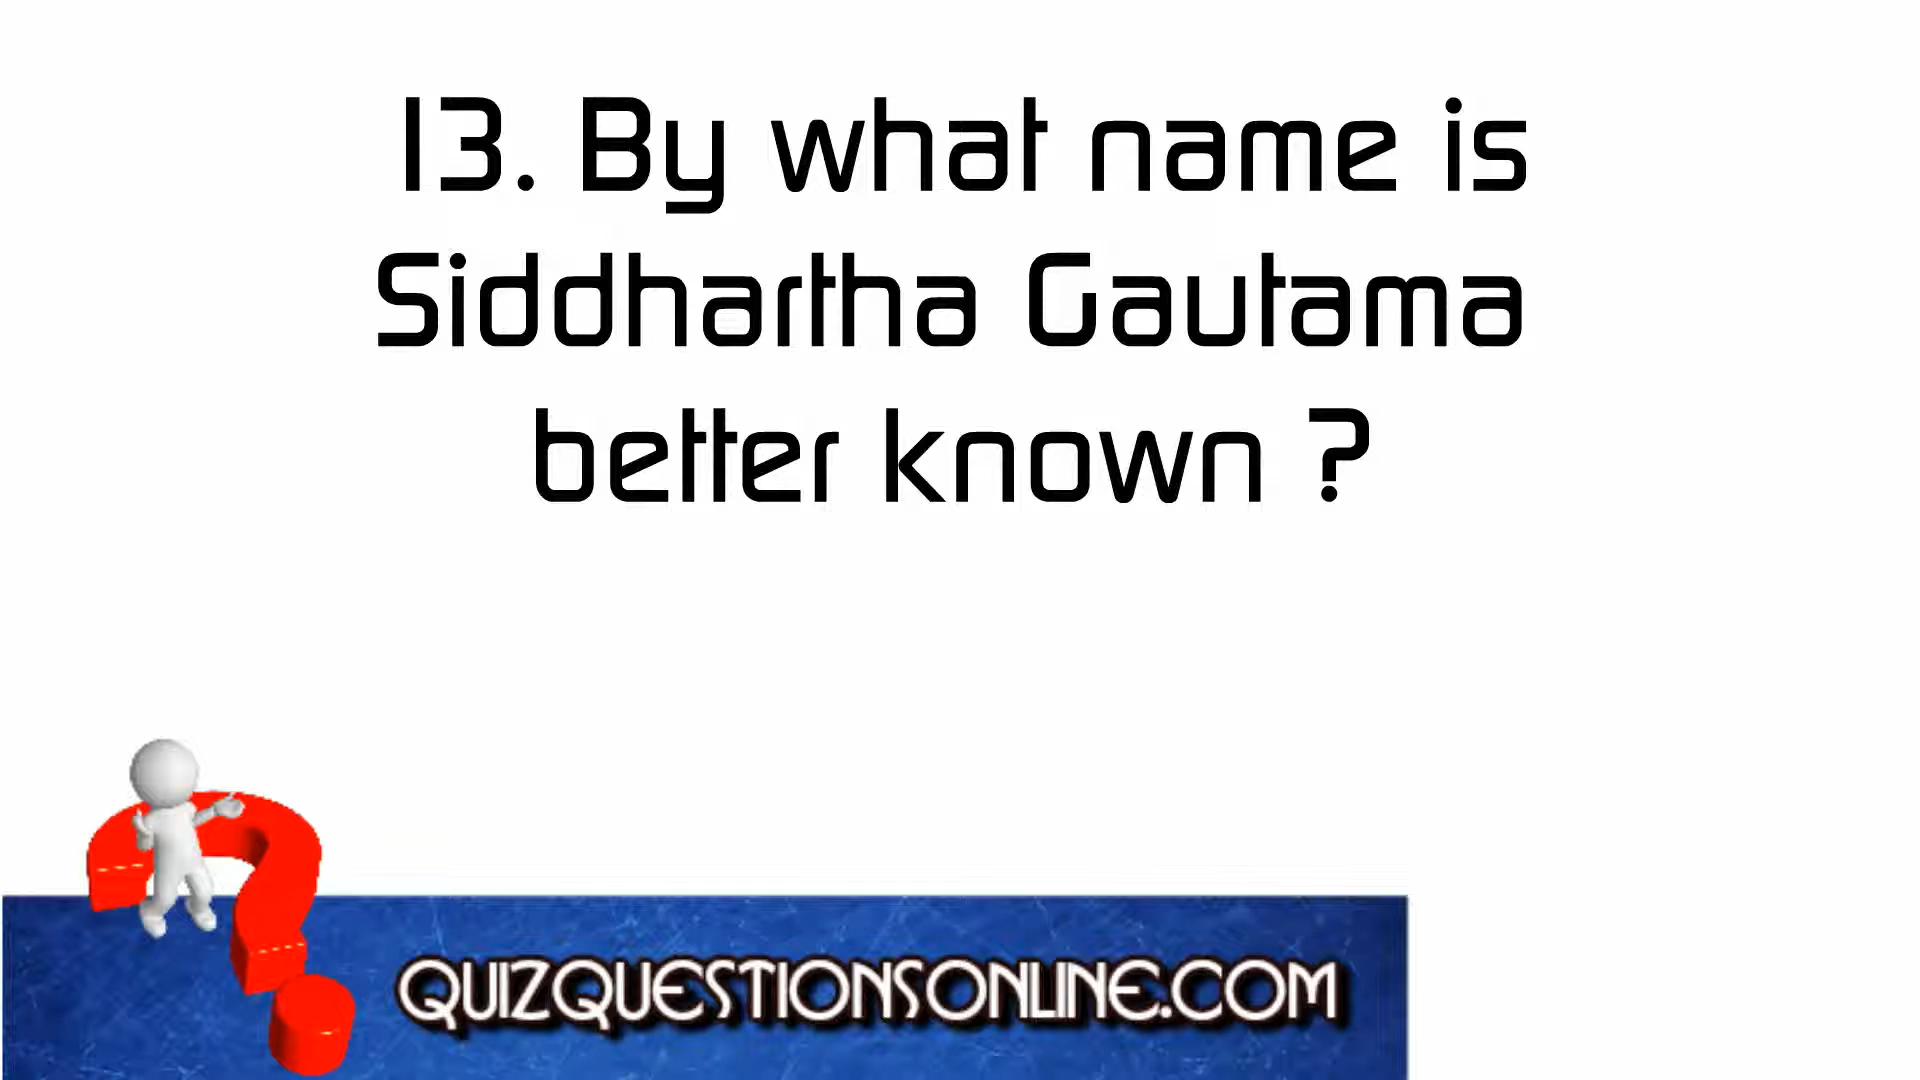 13. By what name is
Siddhartha Gautama
better known ?
QUIZQUESTIONSONLINE.COM